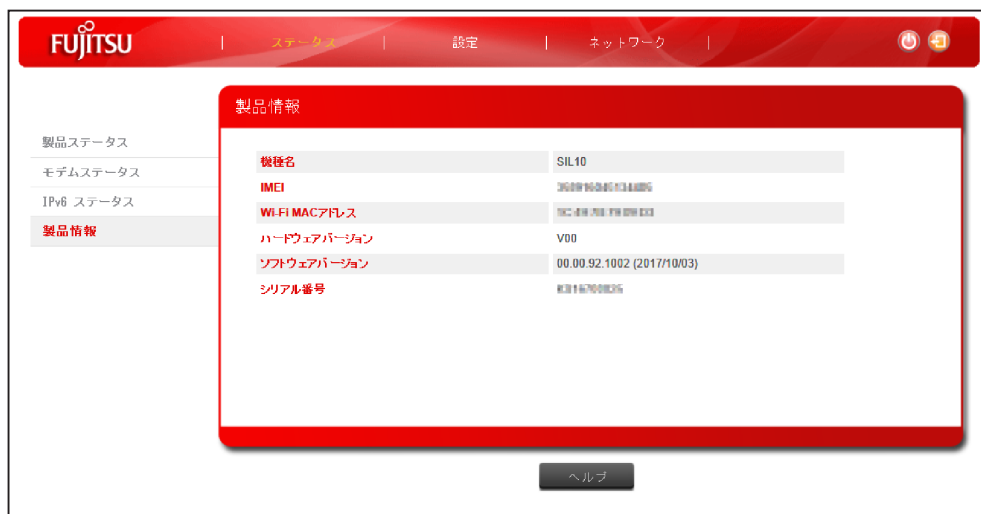 FUJITSU
ステータス | 設定 | ネットワーク |
製品情報
製品ステータス
モデムステータス
IPv6 ステータス
製品情報
機種名 SIL10
IMEI
Wi-Fi MACアドレス
ハードウェアバージョン V00
ソフトウェアバージョン 00.00.92.1002 (2017/10/03)
シリアル番号
ヘルプ